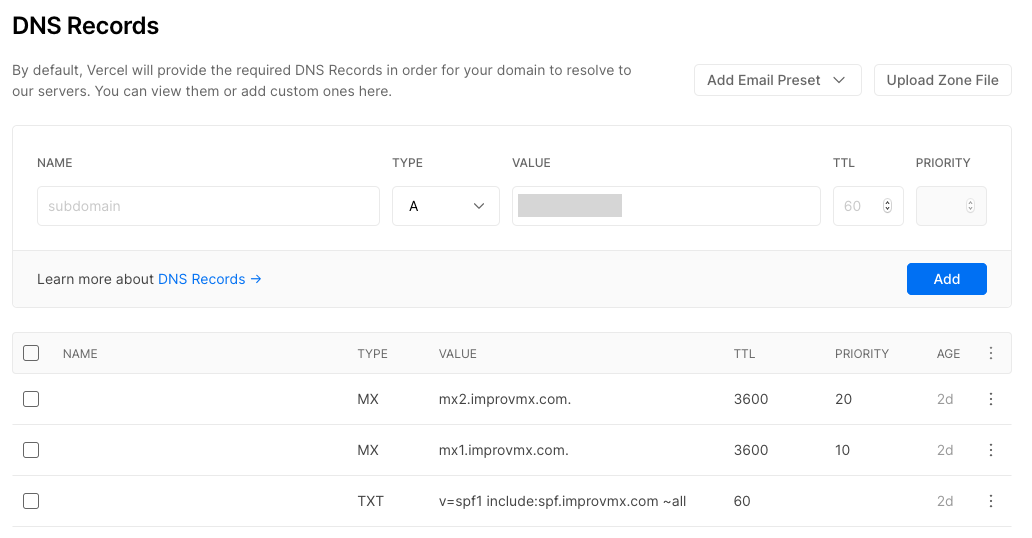 DNS Records
By default, Vercel will provide the required DNS Records in order for your domain to resolve to
our servers. You can view them or add custom ones here.
Add Email Preset
Upload Zone File
NAME TYPE VALUE TTL PRIORITY
subdomain A 60
Learn more about DNS Records →
Add
NAME TYPE VALUE TTL PRIORITY AGE
MX mx2.improvmx.com. 3600 20 2d
MX mx1.improvmx.com. 3600 10 2d
TXT v=spf1 include:spf.improvmx.com ~all 60 2d